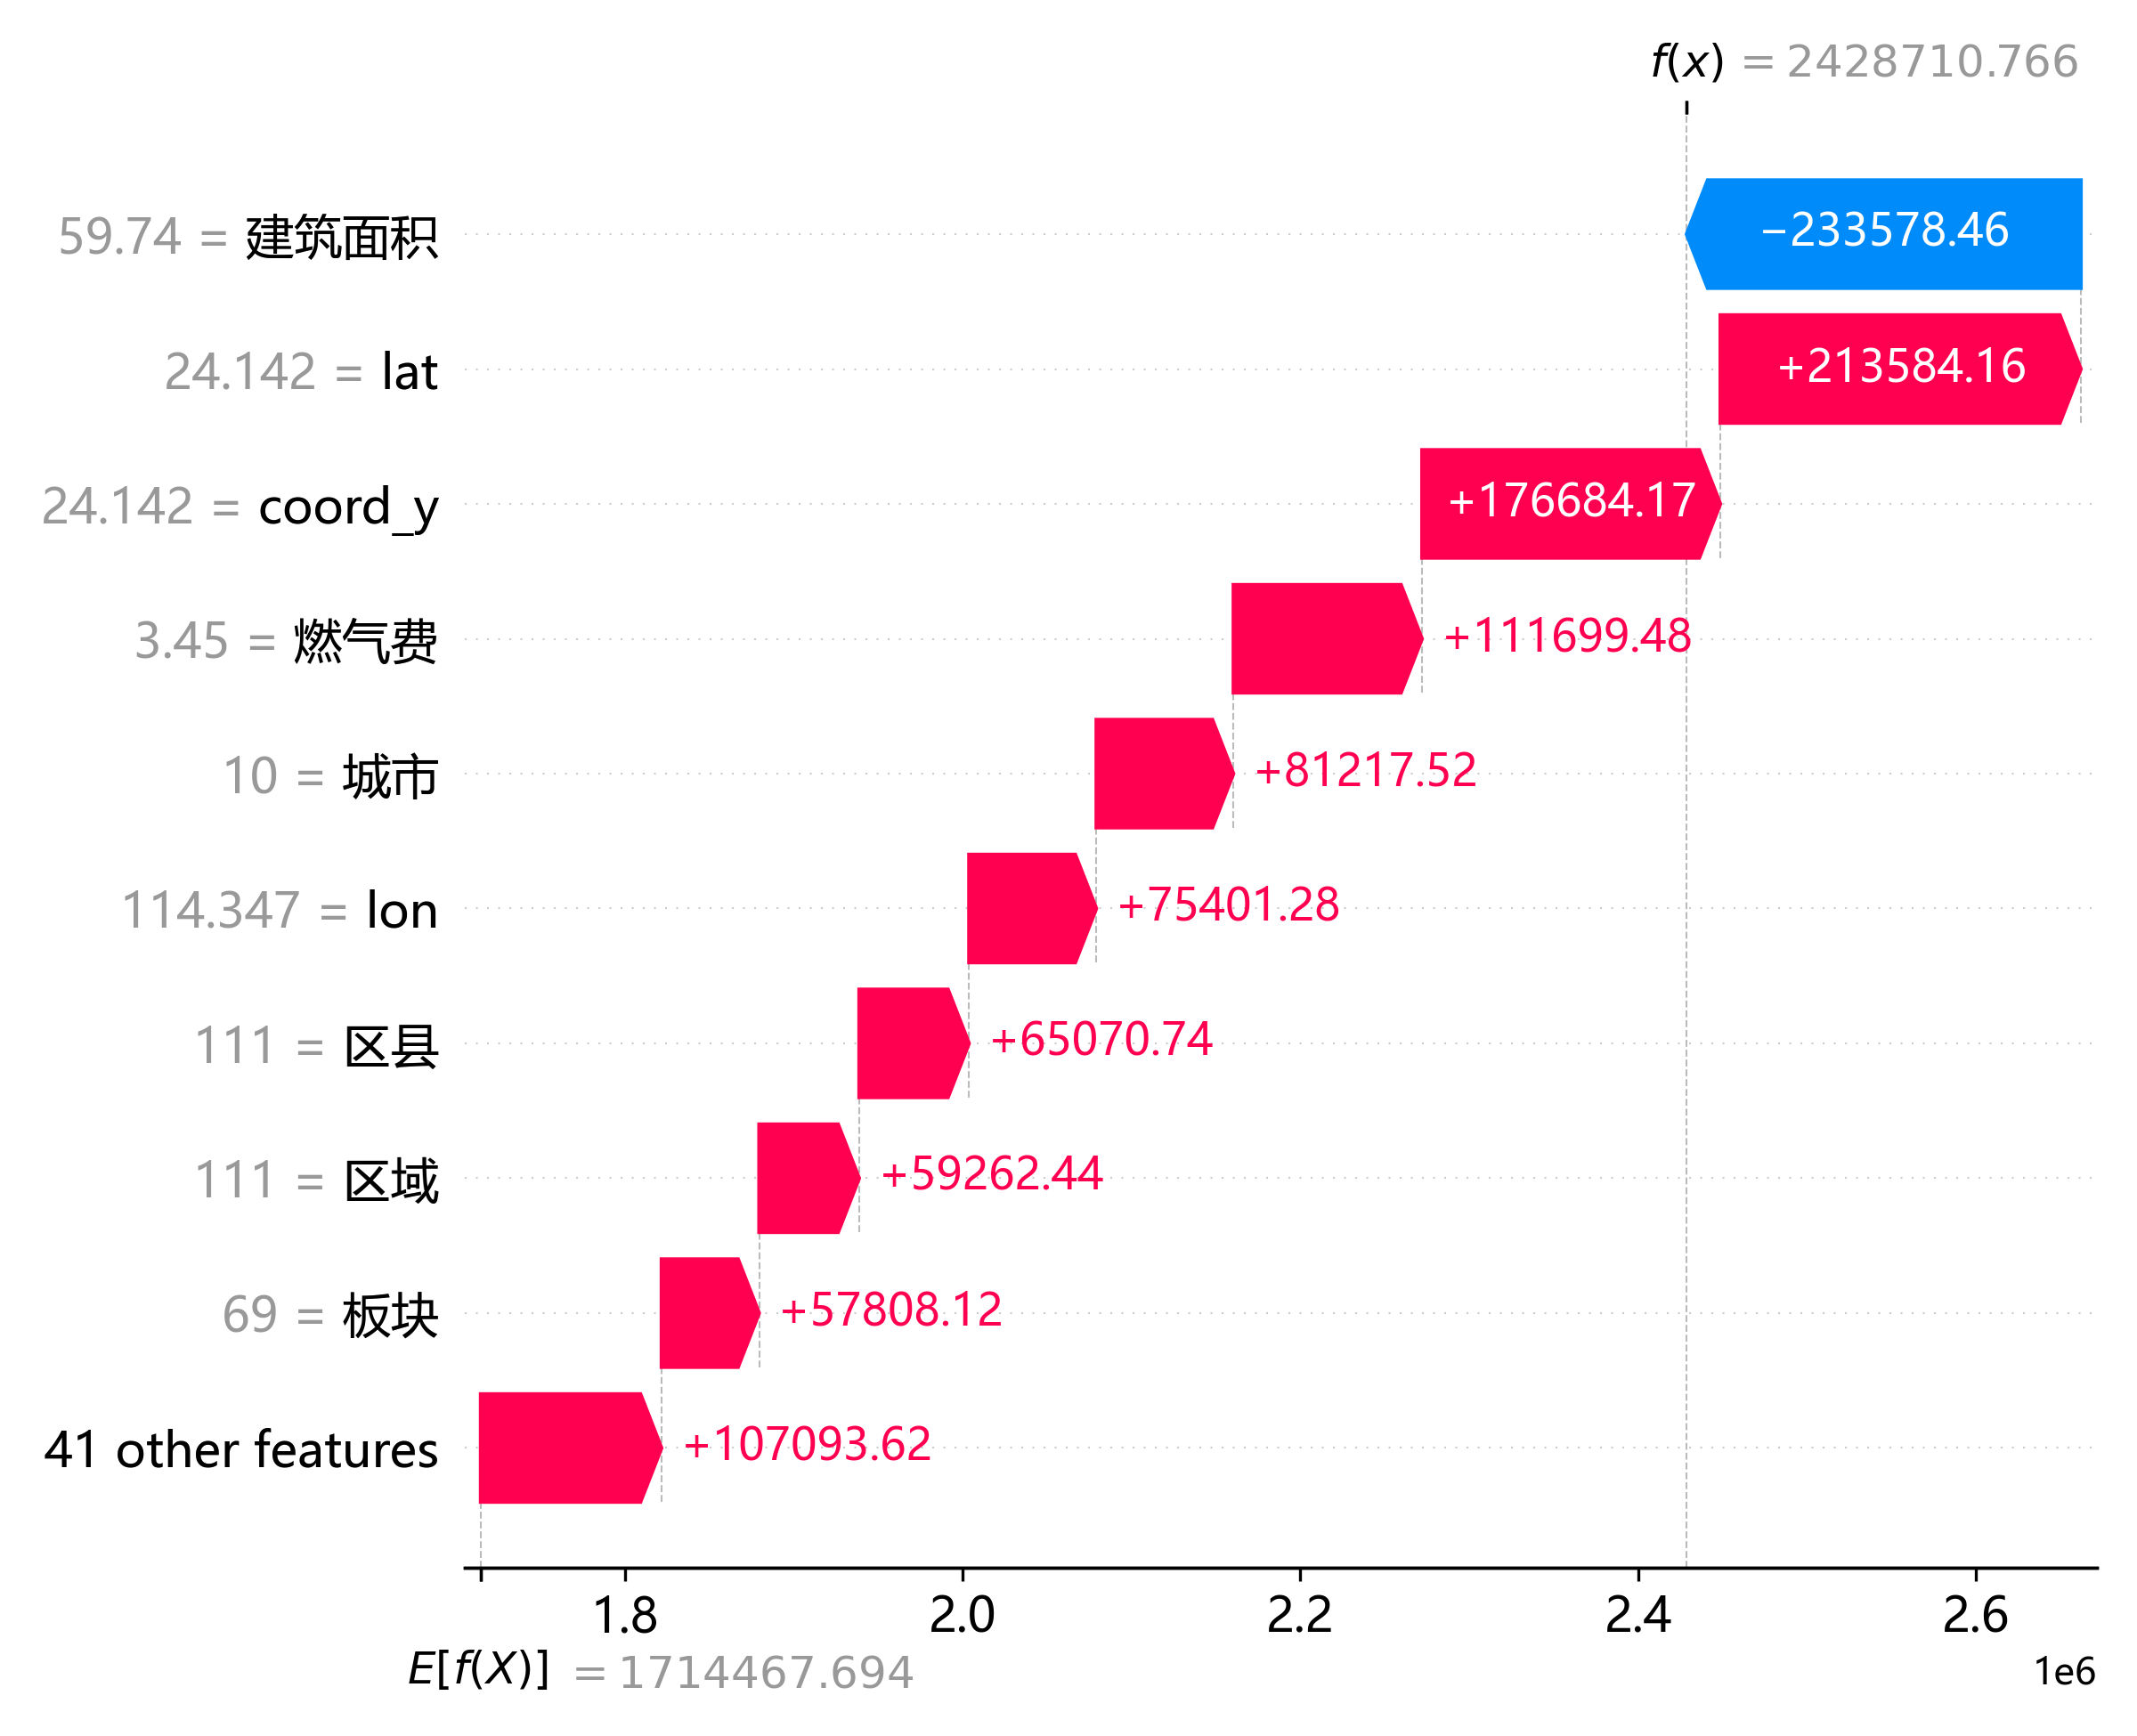 f(x) = 2428710.766
59.74 = 建筑面积
−233578.46
24.142 = lat
+213584.16
24.142 = coord_y
+176684.17
3.45 = 燃气费
+111699.48
10 = 城市
+81217.52
114.347 = lon
+75401.28
111 = 区县
+65070.74
111 = 区域
+59262.44
69 = 板块
+57808.12
41 other features
+107093.62
1.8 2.0 2.2 2.4 2.6
1e6
E[f(X)] = 1714467.694